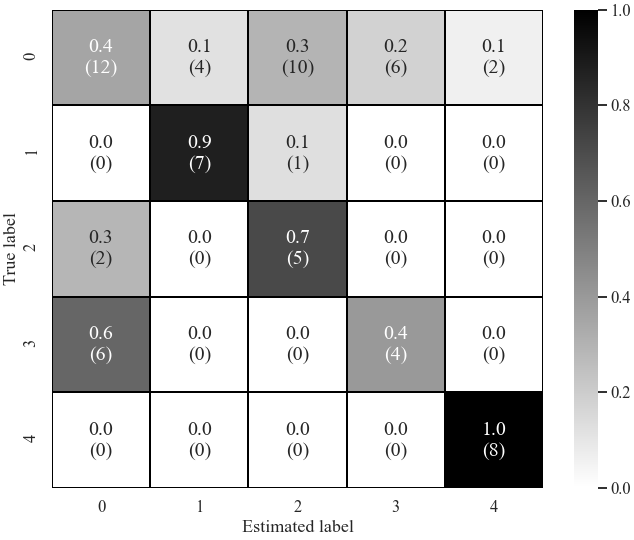 0
0.4 0.1 0.3 0.2 0.1
(12) (4) (10) (6) (2)
1
0.0 0.9 0.1 0.0 0.0
(0) (7) (1) (0) (0)
True label
2
0.3 0.0 0.7 0.0 0.0
(2) (0) (5) (0) (0)
3
0.6 0.0 0.0 0.4 0.0
(6) (0) (0) (4) (0)
4
0.0 0.0 0.0 0.0 1.0
(0) (0) (0) (0) (8)
0 1 2 3 4
Estimated label
1.0
0.8
0.6
0.4
0.2
0.0